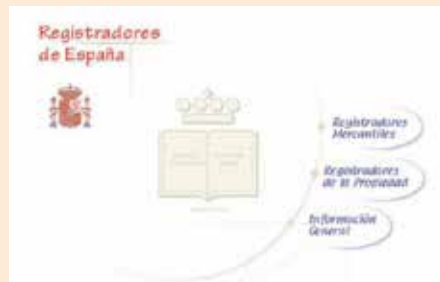 Registradores
de España
Registradores
Mercantiles
Registradores
de la Propiedad
Información
General